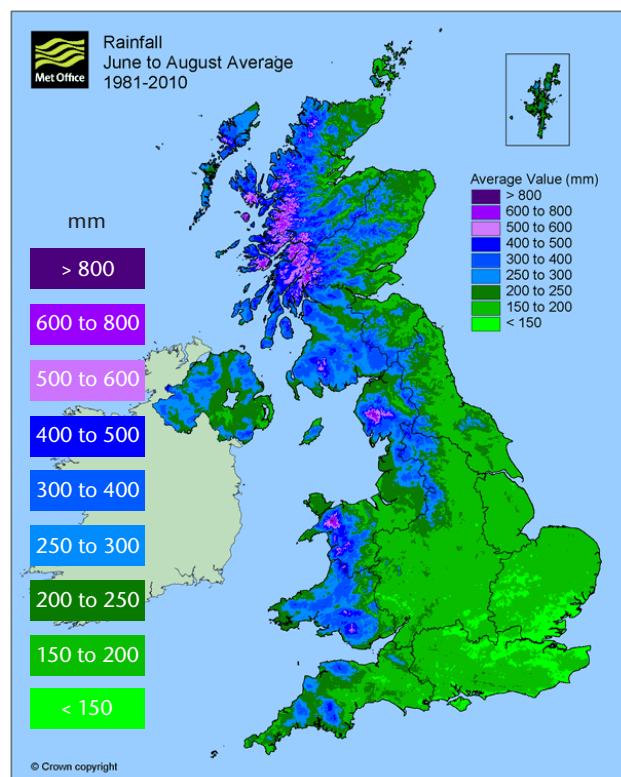 Met Office
Rainfall
June to August Average
1981-2010
Average Value (mm)
> 800
600 to 800
500 to 600
400 to 500
300 to 400
250 to 300
200 to 250
150 to 200
< 150
mm
> 800
600 to 800
500 to 600
400 to 500
300 to 400
250 to 300
200 to 250
150 to 200
< 150
© Crown copyright